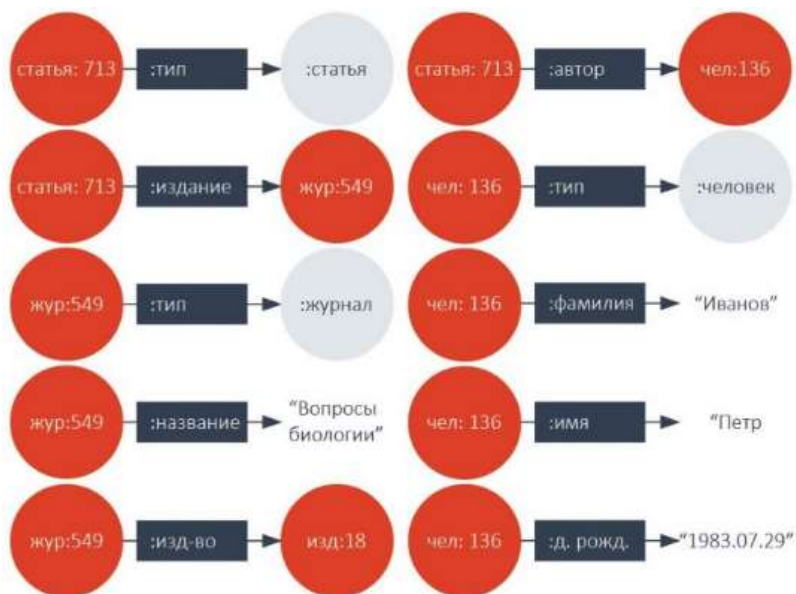 статья: 713 :тип :статья
статья: 713 :автор чел:136
статья: 713 :издание жур:549
чел: 136 :тип :человек
жур:549 :тип :журнал
чел: 136 :фамилия "Иванов"
жур:549 :название "Вопросы
биологии"
чел: 136 :имя "Петр
жур:549 :изд-во изд:18
чел: 136 :д. рожд. "1983.07.29"